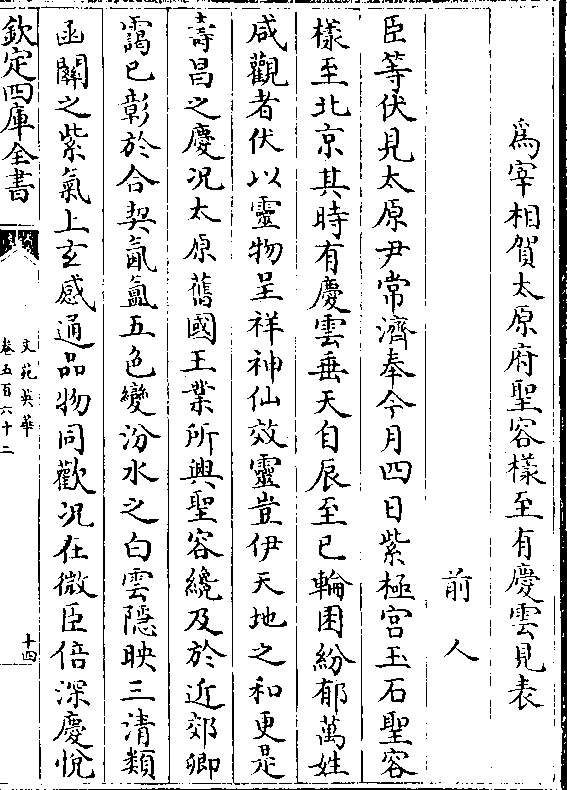 爲宰相賀太原府聖容樣至有慶雲見表
前人
臣等伏見太原尹常濟奉今月四日紫極宫玉石聖容
樣至北京其時有慶雲垂天自辰至巳輪囷紛郁萬姓
咸觀者伏以靈物呈祥神仙效靈豈伊天地之和更是
壽昌之慶况太原舊國王業所興聖容纔及於近郊卿
靄已彰於合契氤氲五色變汾水之白雲隱映三清類
函關之紫氣上玄感通品物同歡况在微臣倍深慶悅
欽定四庫全書
文苑英華
卷五百六十二
十四